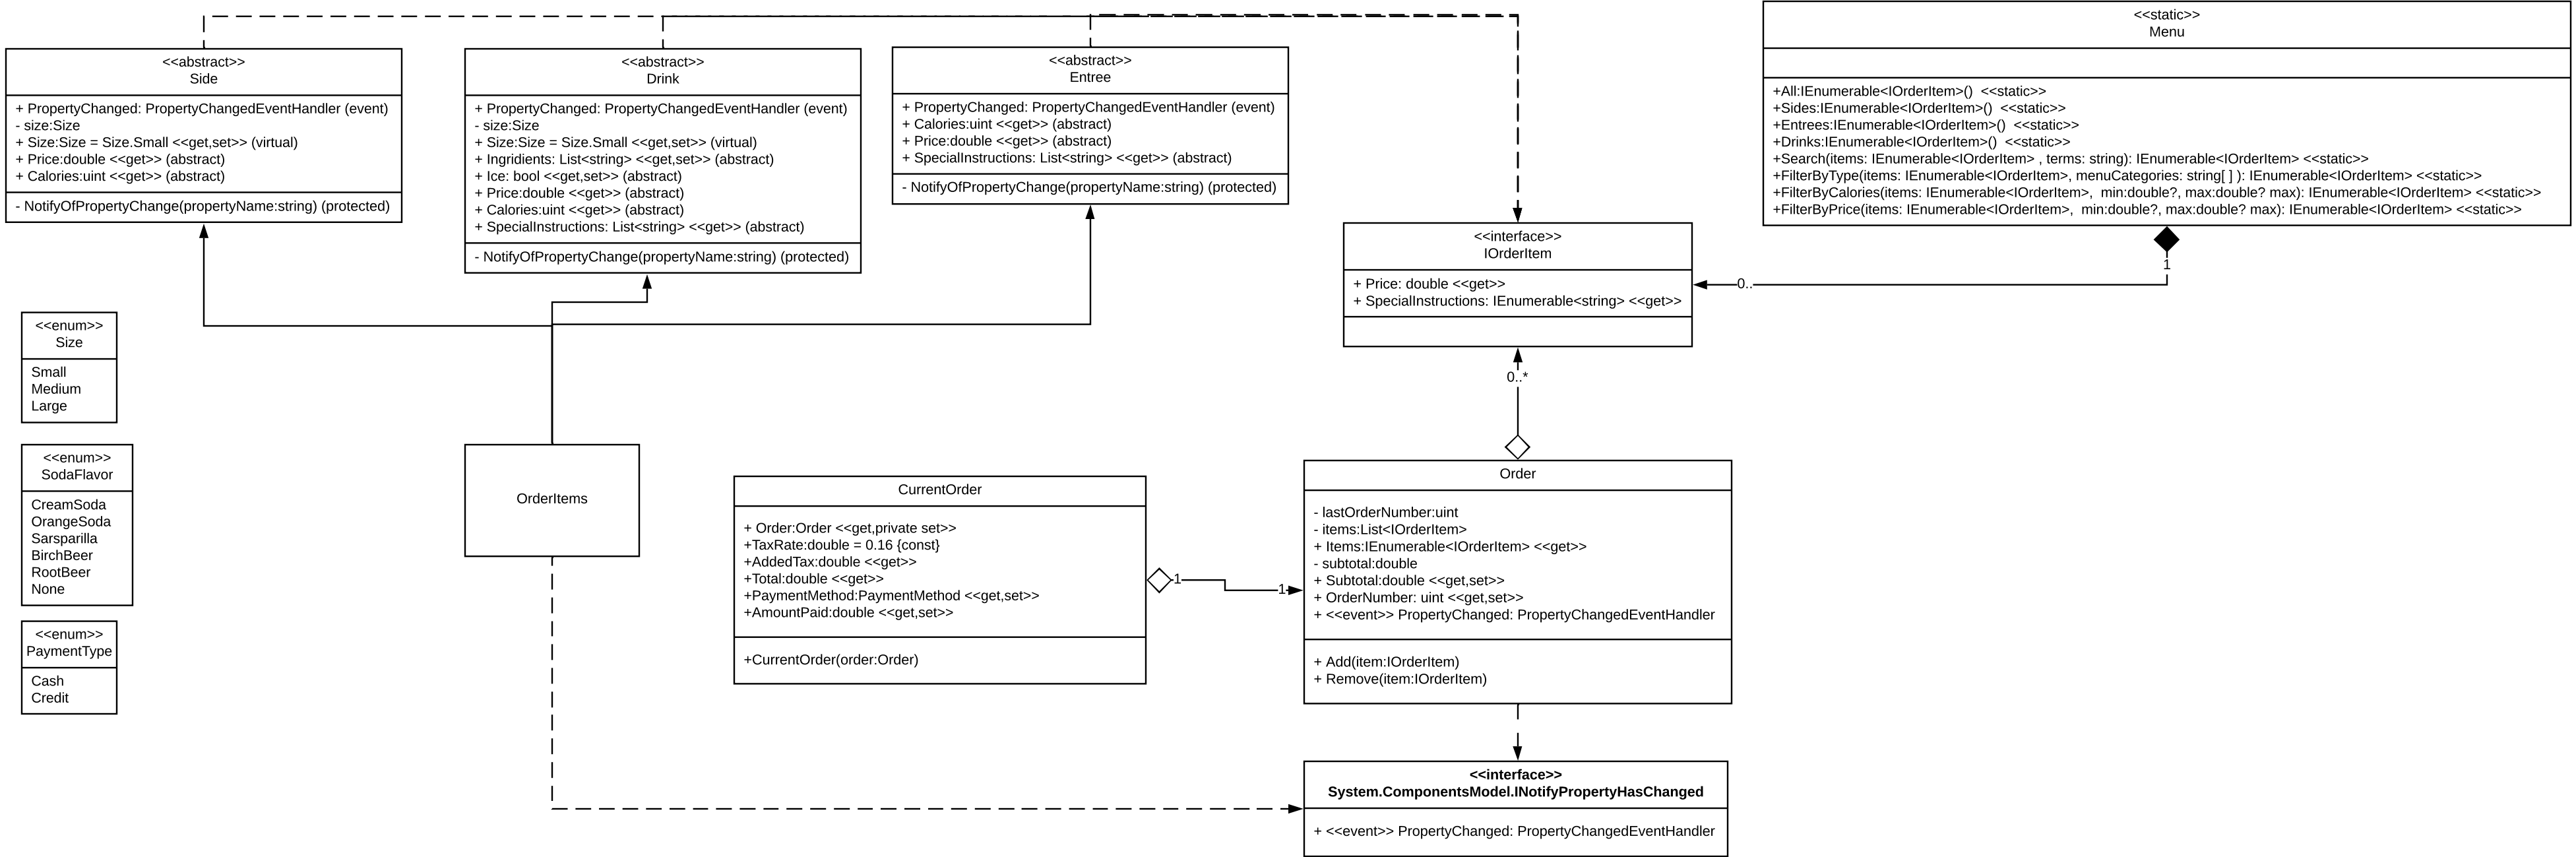 <<abstract>>
Side
+ PropertyChanged: PropertyChangedEventHandler (event)
- size:Size
+ Size:Size = Size.Small <<get,set>> (virtual)
+ Price:double <<get>> (abstract)
+ Calories:uint <<get>> (abstract)
- NotifyOfPropertyChange(propertyName:string) (protected)
<<abstract>>
Drink
+ PropertyChanged: PropertyChangedEventHandler (event)
- size:Size
+ Size:Size = Size.Small <<get,set>> (virtual)
+ Ingridients: List<string> <<get,set>> (abstract)
+ Ice: bool <<get,set>> (abstract)
+ Price:double <<get>> (abstract)
+ Calories:uint <<get>> (abstract)
+ SpecialInstructions: List<string> <<get>> (abstract)
- NotifyOfPropertyChange(propertyName:string) (protected)
<<abstract>>
Entree
+ PropertyChanged: PropertyChangedEventHandler (event)
+ Calories:uint <<get>> (abstract)
+ Price:double <<get>> (abstract)
+ SpecialInstructions: List<string> <<get>> (abstract)
- NotifyOfPropertyChange(propertyName:string) (protected)
<<static>>
Menu
+All:IEnumerable<IOrderItem>()  <<static>>
+Sides:IEnumerable<IOrderItem>()  <<static>>
+Entrees:IEnumerable<IOrderItem>()  <<static>>
+Drinks:IEnumerable<IOrderItem>()  <<static>>
+Search(items: IEnumerable<IOrderItem> , terms: string): IEnumerable<IOrderItem> <<static>>
+FilterByType(items: IEnumerable<IOrderItem>, menuCategories: string[ ] ): IEnumerable<IOrderItem> <<static>>
+FilterByCalories(items: IEnumerable<IOrderItem>,  min:double?, max:double? max): IEnumerable<IOrderItem> <<static>>
+FilterByPrice(items: IEnumerable<IOrderItem>,  min:double?, max:double? max): IEnumerable<IOrderItem> <<static>>
1
0..
<<interface>>
IOrderItem
+ Price: double <<get>>
+ SpecialInstructions: IEnumerable<string> <<get>>
0..*
<<enum>>
Size
Small
Medium
Large
<<enum>>
SodaFlavor
CreamSoda
OrangeSoda
Sarsparilla
BirchBeer
RootBeer
None
<<enum>>
PaymentType
Cash
Credit
OrderItems
CurrentOrder
+ Order:Order <<get,private set>>
+TaxRate:double = 0.16 {const}
+AddedTax:double <<get>>
+Total:double <<get>>
+PaymentMethod:PaymentMethod <<get,set>>
+AmountPaid:double <<get,set>>
+CurrentOrder(order:Order)
1
1
Order
- lastOrderNumber:uint
- items:List<IOrderItem>
+ Items:IEnumerable<IOrderItem> <<get>>
- subtotal:double
+ Subtotal:double <<get,set>>
+ OrderNumber: uint <<get,set>>
+ <<event>> PropertyChanged: PropertyChangedEventHandler
+ Add(item:IOrderItem)
+ Remove(item:IOrderItem)
<<interface>>
System.ComponentsModel.INotifyPropertyHasChanged
+ <<event>> PropertyChanged: PropertyChangedEventHandler